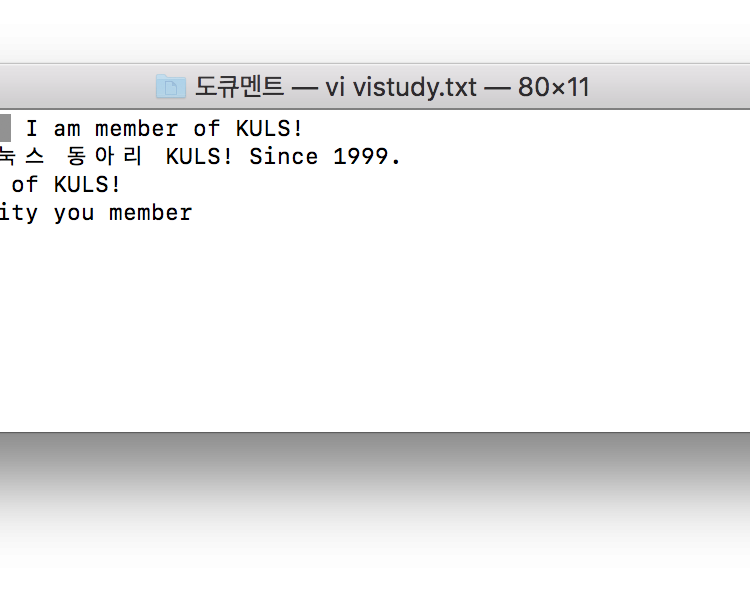 도큐멘트 — vi vistudy.txt — 80×11
I am member of KULS!
눅스 동아리 KULS! Since 1999.
of KULS!
ity you member